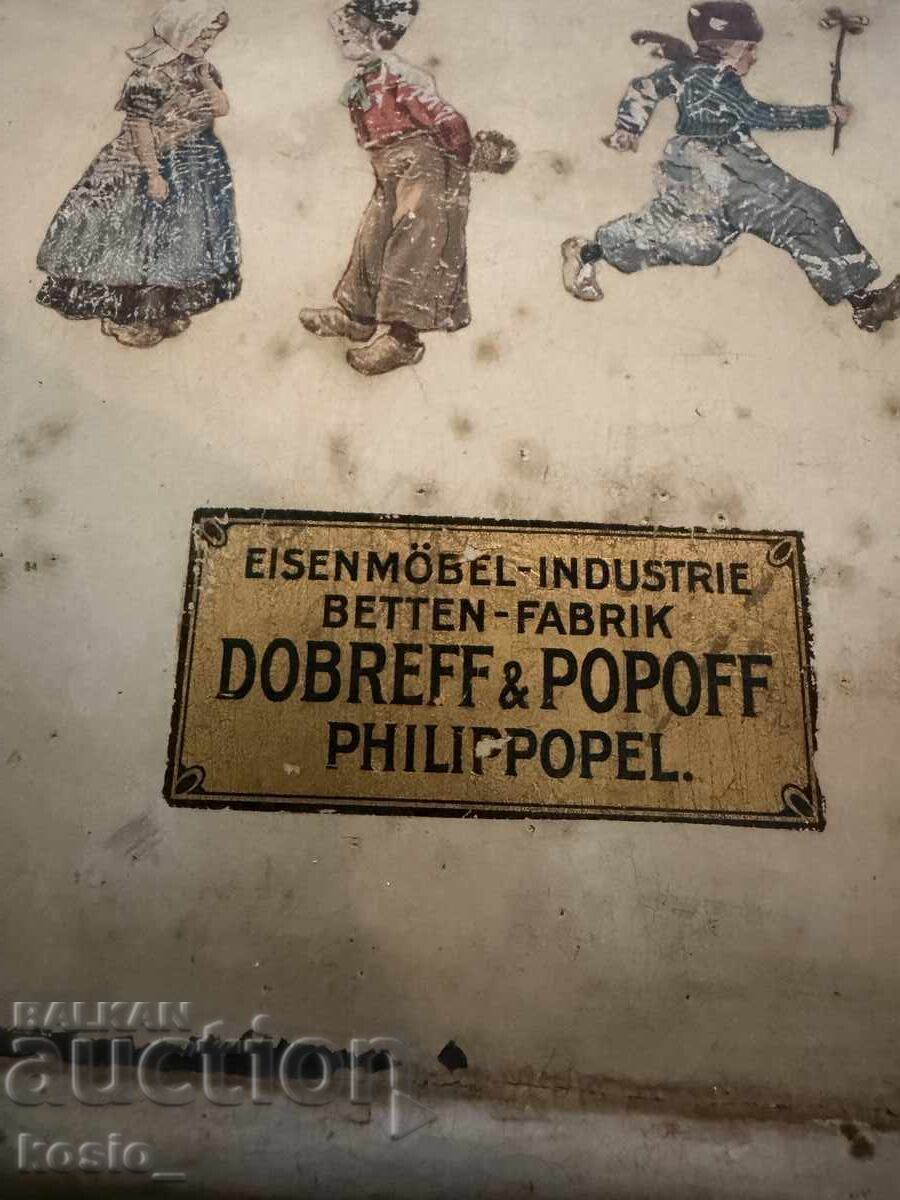 EISENMÖBEL-INDUSTRIE
BETTEN-FABRIK
DOBREFF & POPOFF
PHILIPPOPEL.
BALKAN
auction
kosio_